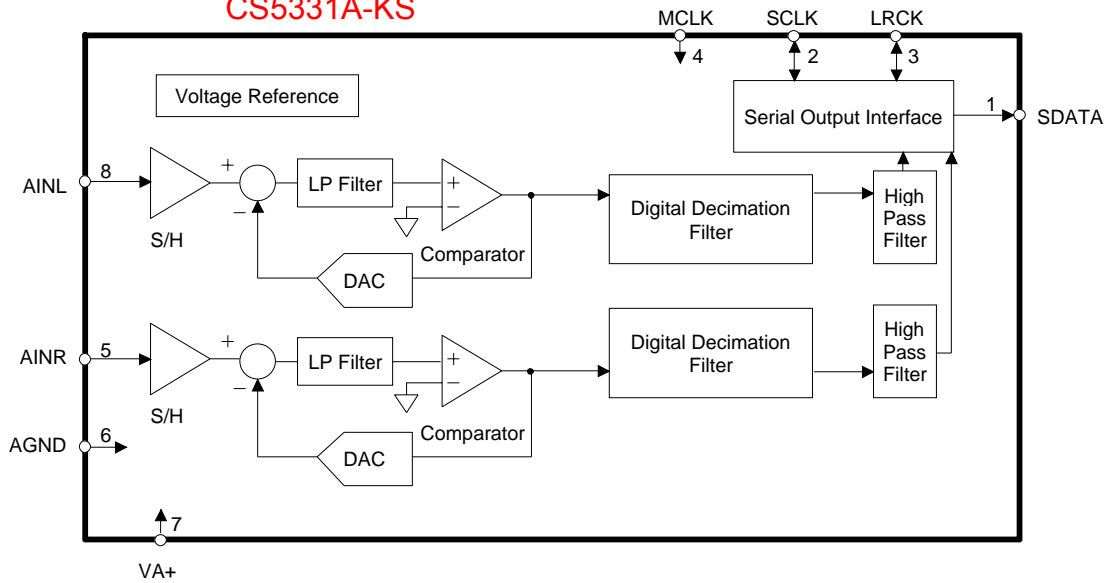 CS5331A-KS
MCLK SCLK LRCK
4 2 3
Voltage Reference
Serial Output Interface
1 SDATA
AINL 8
+
−
S/H
LP Filter
+
−
Comparator
DAC
Digital Decimation
Filter
High
Pass
Filter
AINR 5
+
−
S/H
LP Filter
+
−
Comparator
DAC
Digital Decimation
Filter
High
Pass
Filter
AGND 6
7
VA+